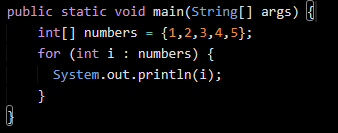 public static void main(String[] args) {
    int[] numbers = {1,2,3,4,5};
    for (int i : numbers) {
      System.out.println(i);
    }
}